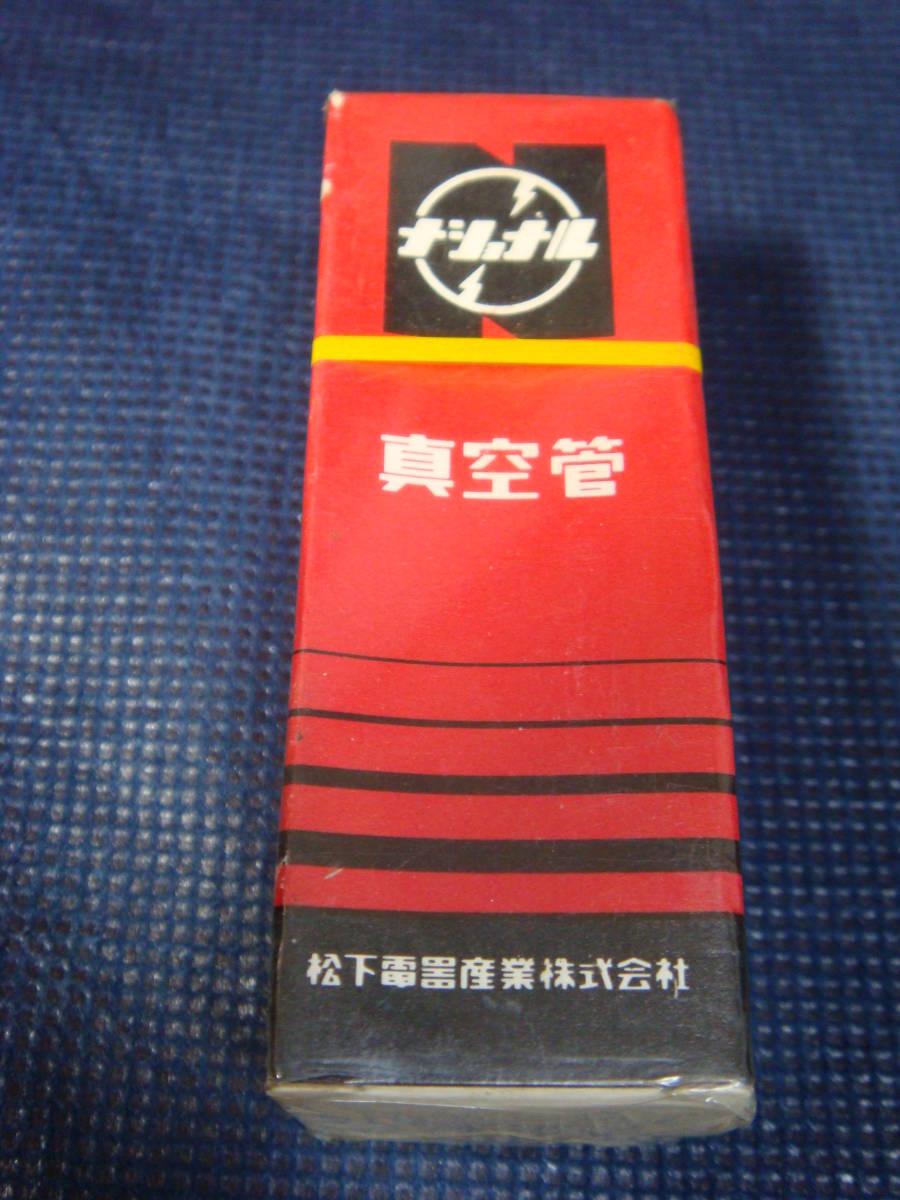 ナショナル
真空管
松下電器産業株式会社